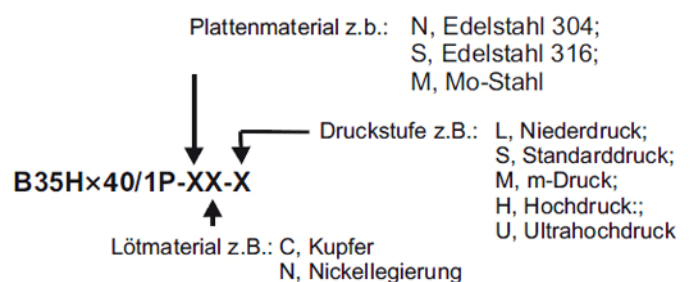 Plattenmaterial z.b.: N, Edelstahl 304;
S, Edelstahl 316;
M, Mo-Stahl
Druckstufe z.B.: L, Niederdruck;
S, Standarddruck;
M, m-Druck;
H, Hochdruck:;
U, Ultrahochdruck
B35H×40/1P-XX-X
Lötmaterial z.B.: C, Kupfer
N, Nickellegierung